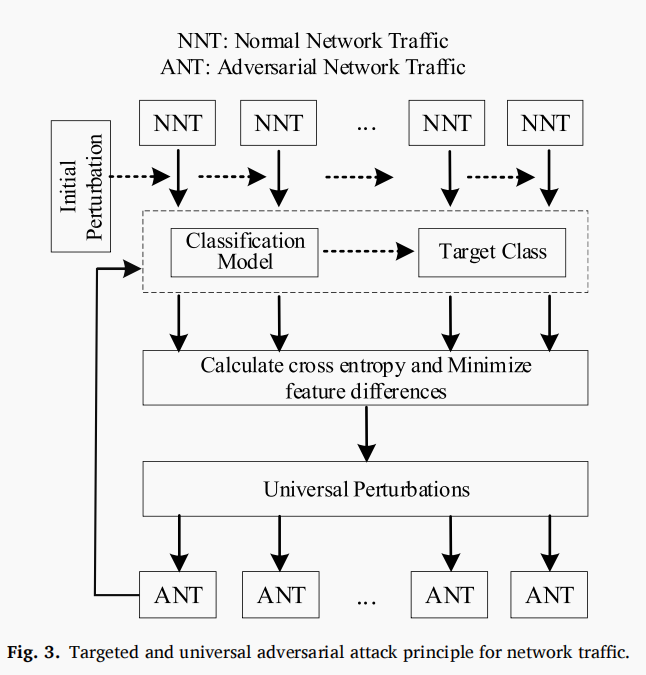 NNT: Normal Network Traffic
ANT: Adversarial Network Traffic
NNT NNT ... NNT NNT
Initial
Perturbation
Classification
Model
Target Class
Calculate cross entropy and Minimize
feature differences
Universal Perturbations
ANT ANT ... ANT ANT
Fig. 3. Targeted and universal adversarial attack principle for network traffic.